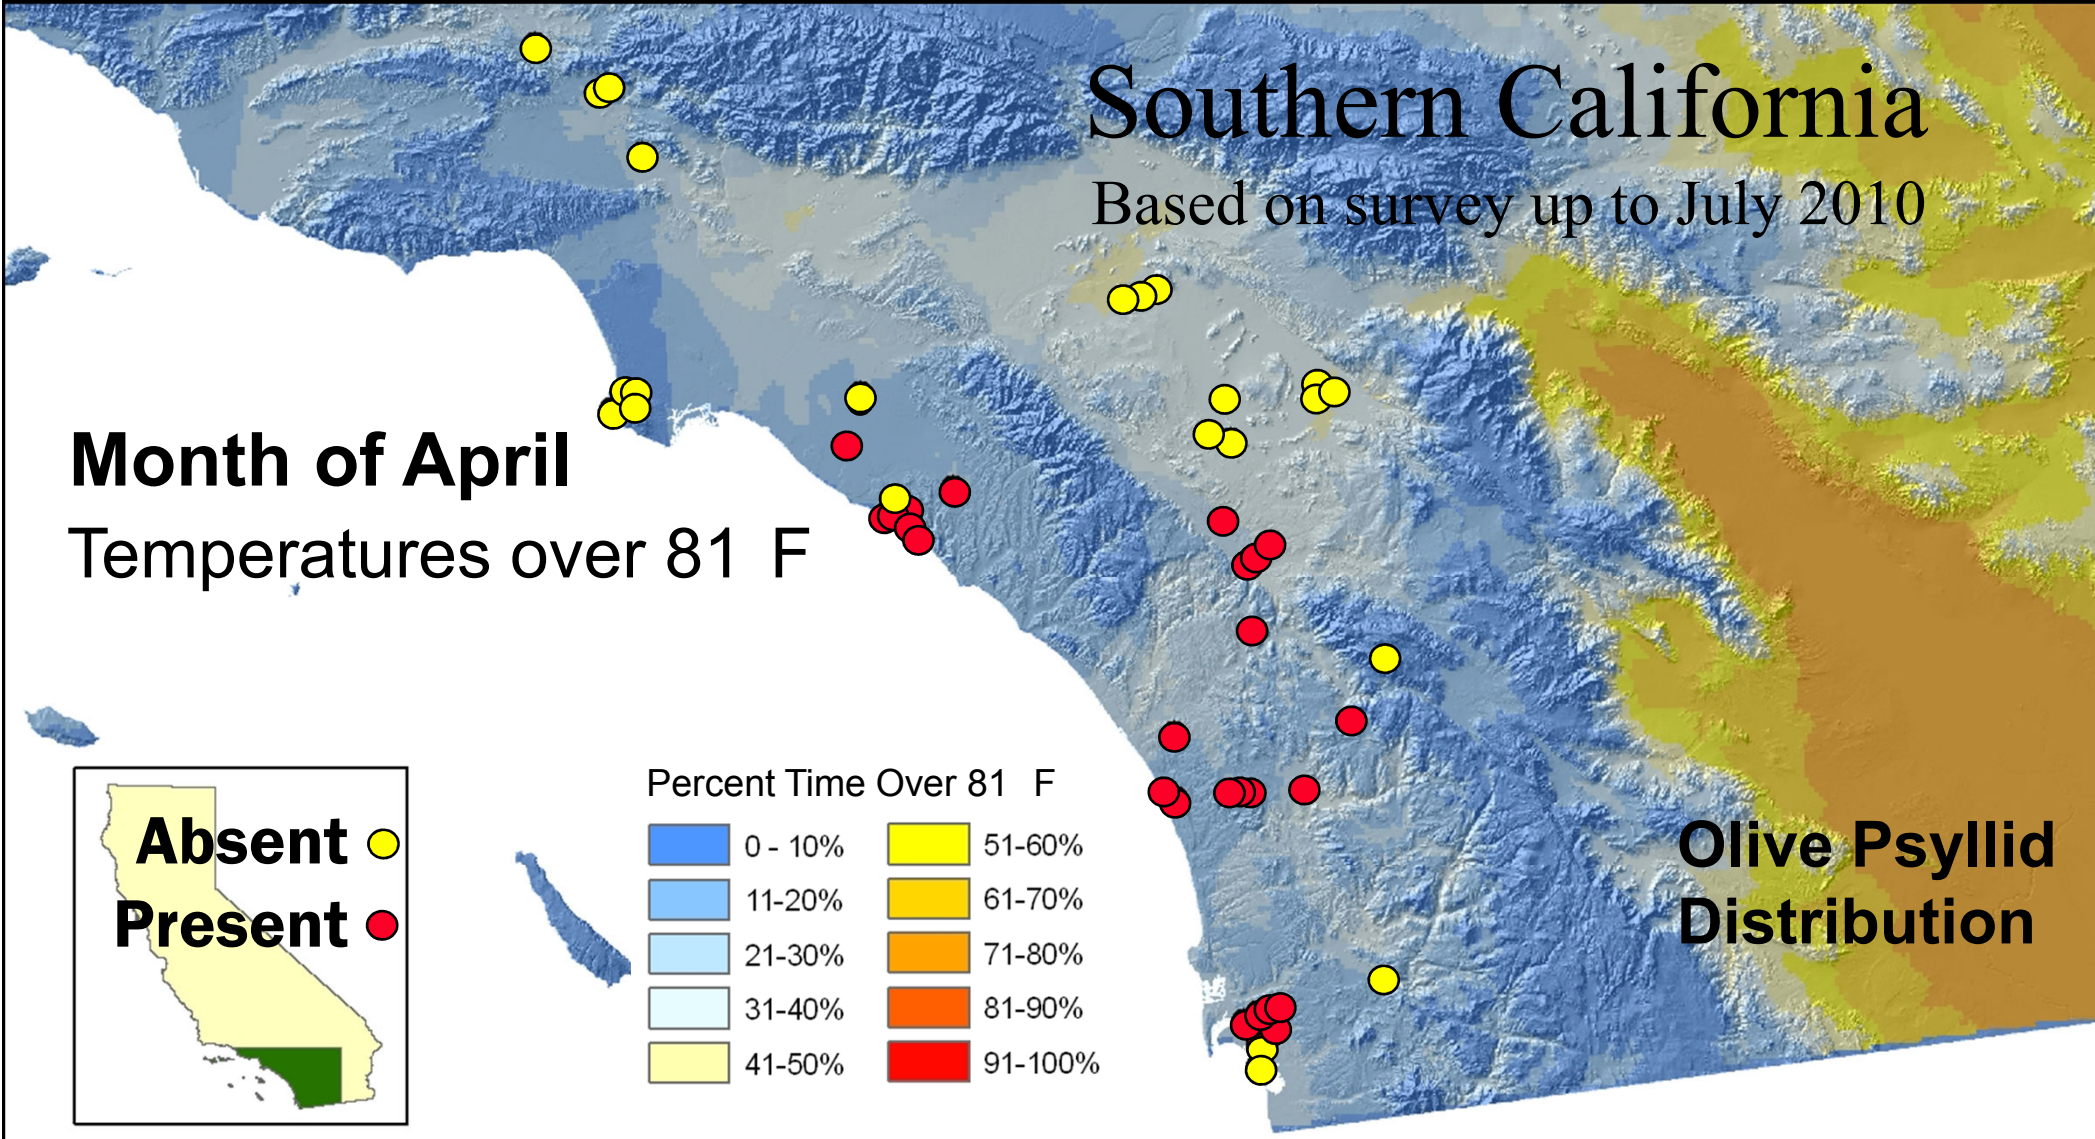 Southern California
Based on survey up to July 2010
Month of April
Temperatures over 81 F
Absent
Present
Percent Time Over 81 F
0 - 10%
11-20%
21-30%
31-40%
41-50%
51-60%
61-70%
71-80%
81-90%
91-100%
Olive Psyllid
Distribution